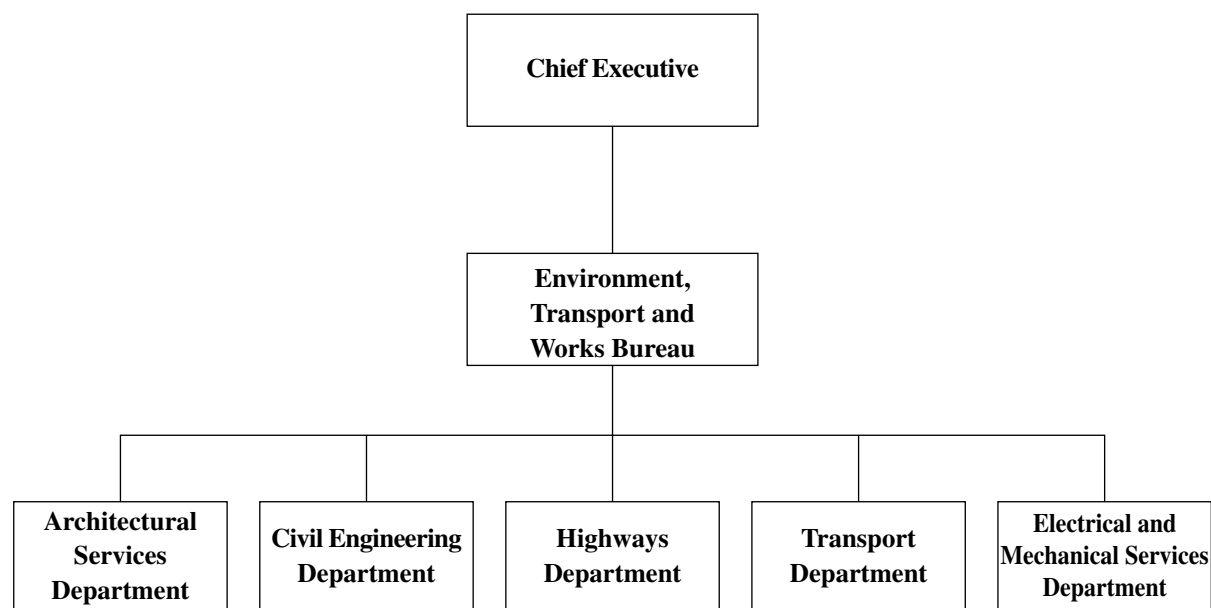 Chief Executive
Environment,
Transport and
Works Bureau
Architectural
Services
Department
Civil Engineering
Department
Highways
Department
Transport
Department
Electrical and
Mechanical Services
Department